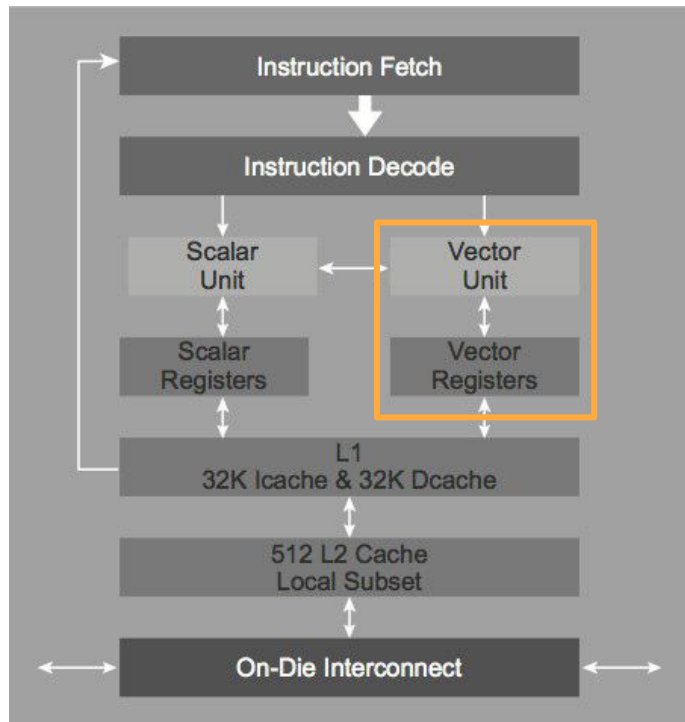 Instruction Fetch
Instruction Decode
Scalar
Unit
Vector
Unit
Scalar
Registers
Vector
Registers
L1
32K Icache & 32K Dcache
512 L2 Cache
Local Subset
On-Die Interconnect